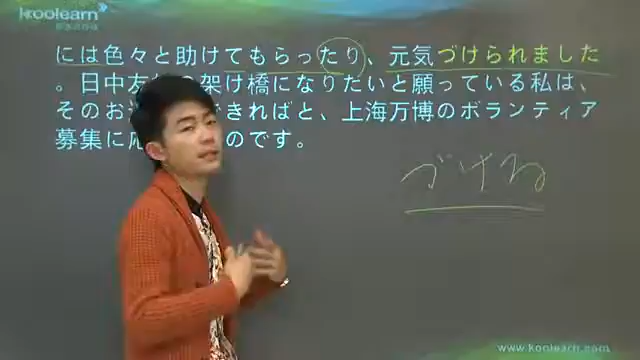 koolearn
には色々と助けてもらったり、元気づけられました
。日中友 の架け橋になりたいと願っている私は、
そのお できればと、上海万博のボランティア
募集に応 のです。
づける
www.koolearn.com